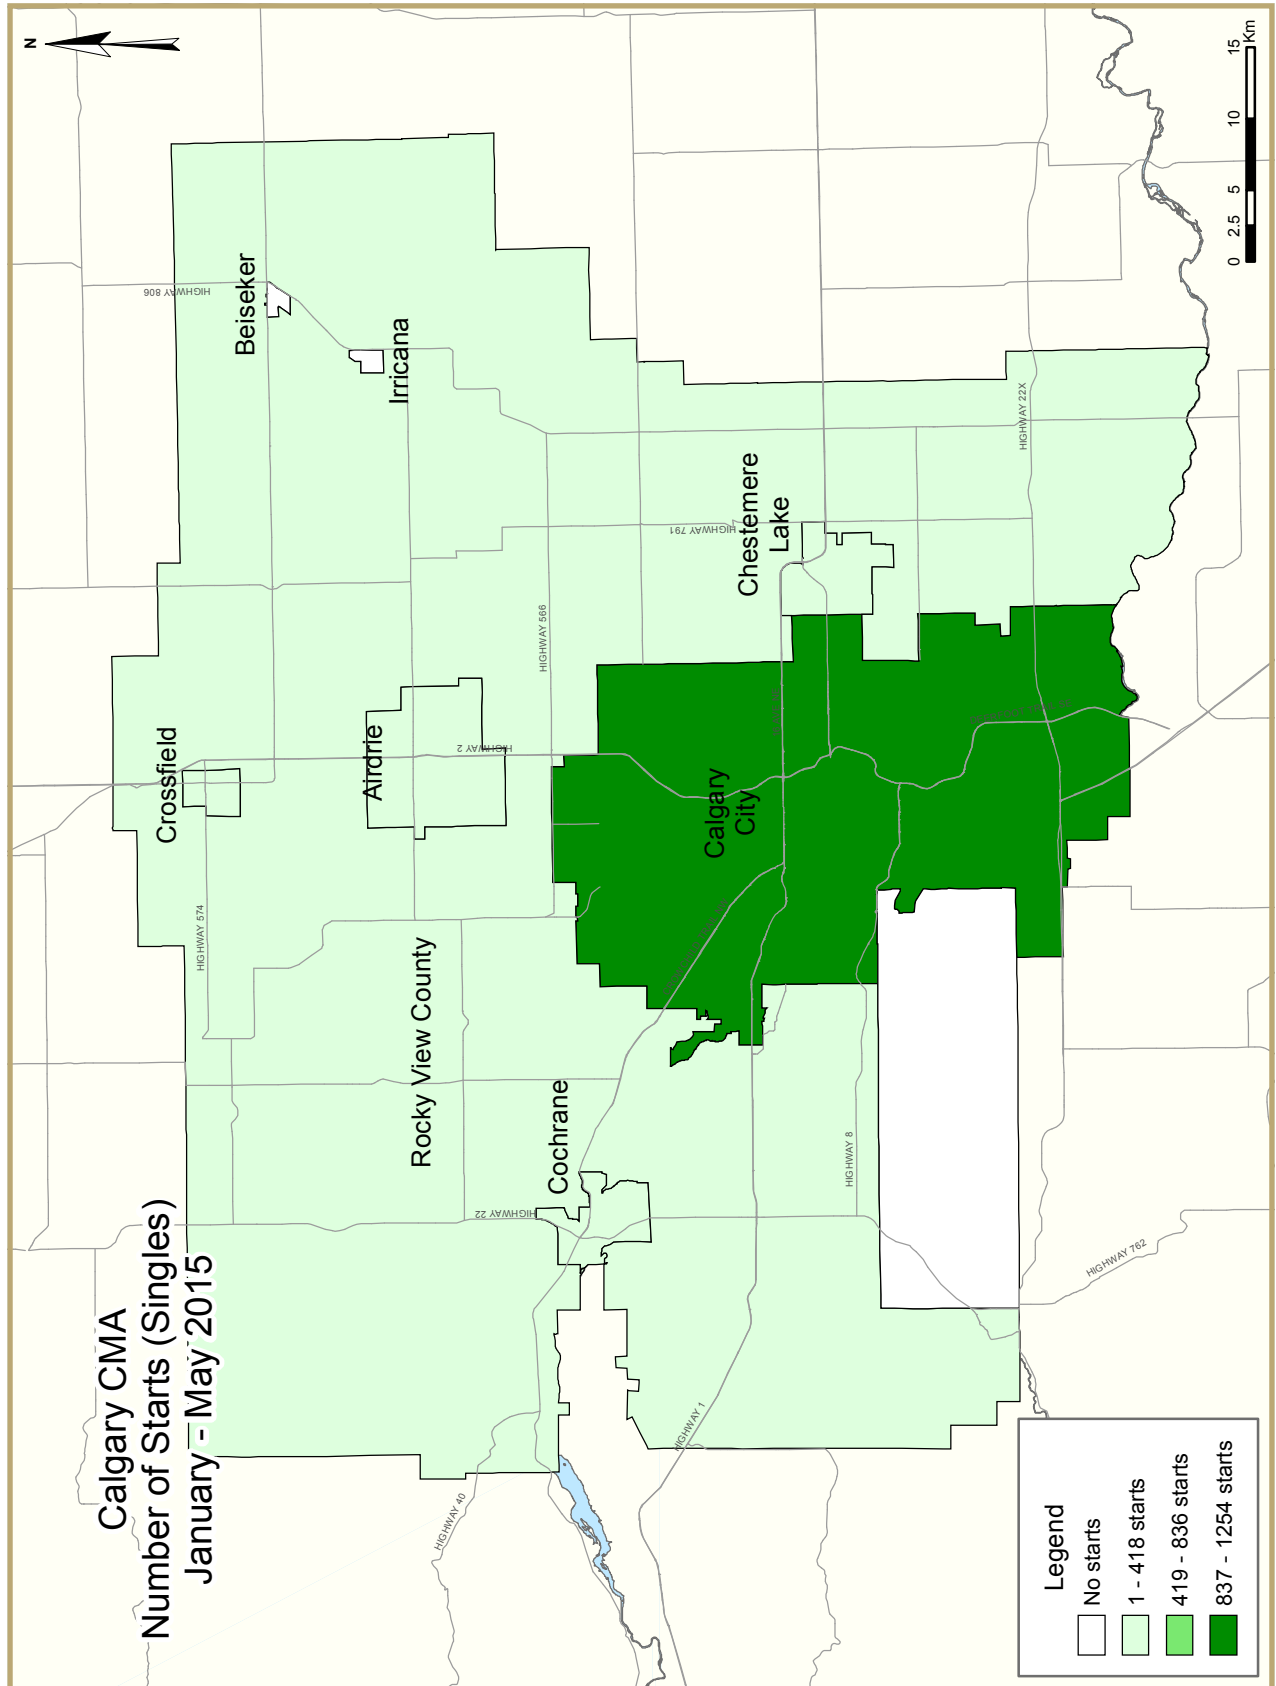 Calgary CMA
Number of Starts (Singles)
January - May 2015
N
Beiseker
HIGHWAY 806
Irricana
Crossfield
HIGHWAY 574
Airdrie
HIGHWAY 2
HIGHWAY 566
Rocky View County
Cochrane
HIGHWAY 22
HIGHWAY 791
Chestemere
Lake
Calgary
City
HIGHWAY 22X
HIGHWAY 8
HIGHWAY 1
HIGHWAY 40
HIGHWAY 762
Legend
No starts
1 - 418 starts
419 - 836 starts
837 - 1254 starts
0 2.5 5 10 15
Km